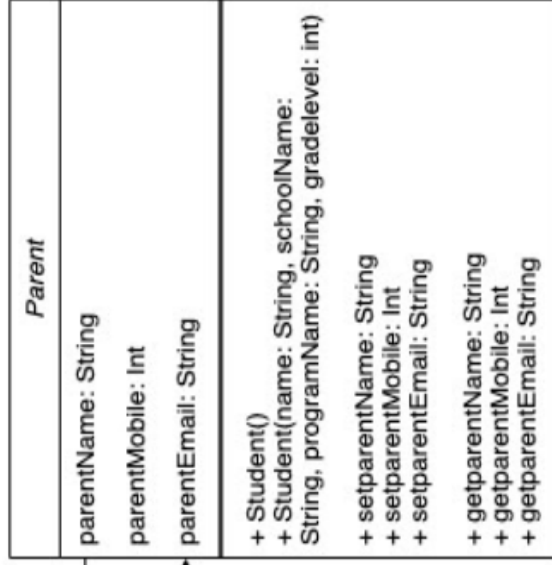 Parent
parentName: String
parentMobile: Int
parentEmail: String
+ Student()
+ Student(name: String, schoolName:
String, programName: String, gradelevel: int)
+ setparentName: String
+ setparentMobile: Int
+ setparentEmail: String
+ getparentName: String
+ getparentMobile: Int
+ getparentEmail: String